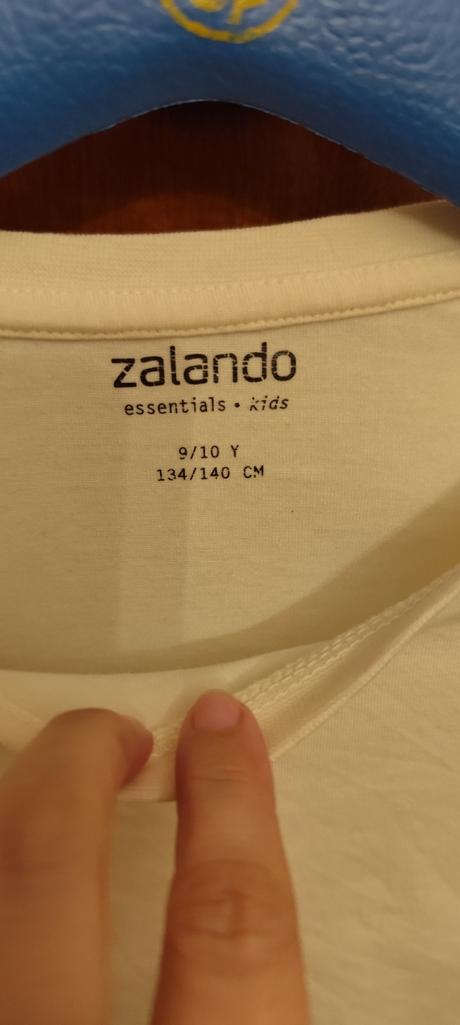 zalando
essentials • kids
9/10 Y
134/140 CM